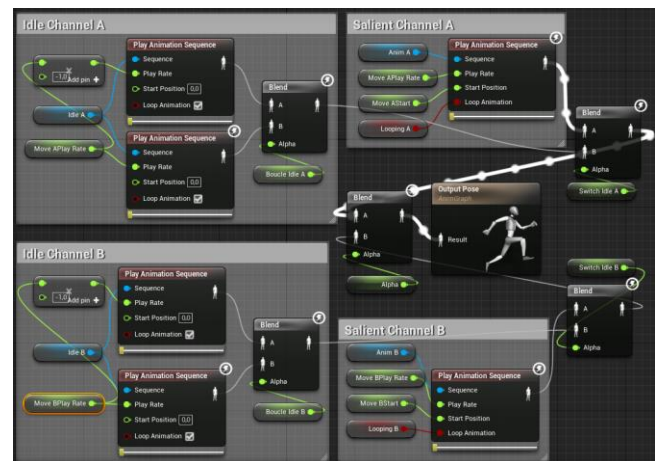 Idle Channel A
Play Animation Sequence
Sequence
Play Rate
Start Position 0,0
Loop Animation
-1,0
Add pin +
Idle A
Move APlay Rate
Play Animation Sequence
Sequence
Play Rate
Start Position 0,0
Loop Animation
Blend
A
B
Alpha
Boucle Idle A
Salient Channel A
Anim A
Move APlay Rate
Move AStart
Looping A
Play Animation Sequence
Sequence
Play Rate
Start Position
Loop Animation
Blend
A
B
Alpha
Switch Idle A
Blend
A
B
Alpha
Alpha
Output Pose
AnimGraph
Result
Idle Channel B
Play Animation Sequence
Sequence
Play Rate
Start Position 0,0
Loop Animation
-1,0
Add pin +
Idle B
Move BPlay Rate
Play Animation Sequence
Sequence
Play Rate
Start Position 0,0
Loop Animation
Blend
A
B
Alpha
Boucle Idle B
Switch Idle B
Blend
A
B
Alpha
Salient Channel B
Anim B
Move BPlay Rate
Move BStart
Looping B
Play Animation Sequence
Sequence
Play Rate
Start Position
Loop Animation